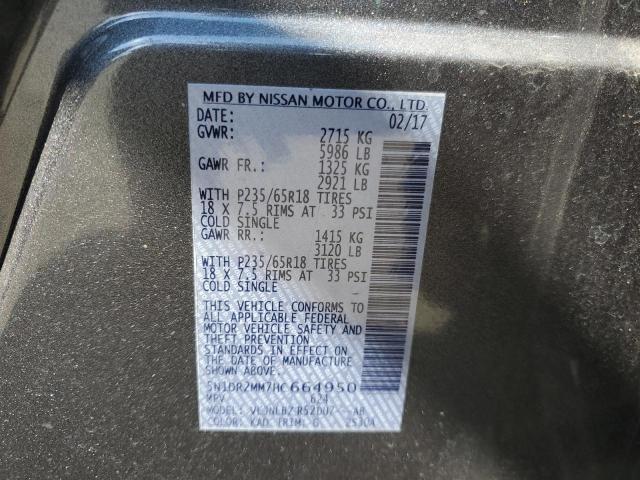 MFD BY NISSAN MOTOR CO., LTD.
DATE: 02/17
GVWR: 2715 KG
5986 LB
GAWR FR.: 1325 KG
2921 LB
WITH P235/65R18 TIRES
18 X 7.5 RIMS AT 33 PSI
COLD SINGLE
GAWR RR.: 1415 KG
3120 LB
WITH P235/65R18 TIRES
18 X 7.5 RIMS AT 33 PSI
COLD SINGLE
THIS VEHICLE CONFORMS TO
ALL APPLICABLE FEDERAL
MOTOR VEHICLE SAFETY AND
THEFT PREVENTION
STANDARDS IN EFFECT ON
THE DATE OF MANUFACTURE
SHOWN ABOVE.
5N1DR2MM7HC664950
MPV 624
MODEL:
COLOR: KAD TRIM: G